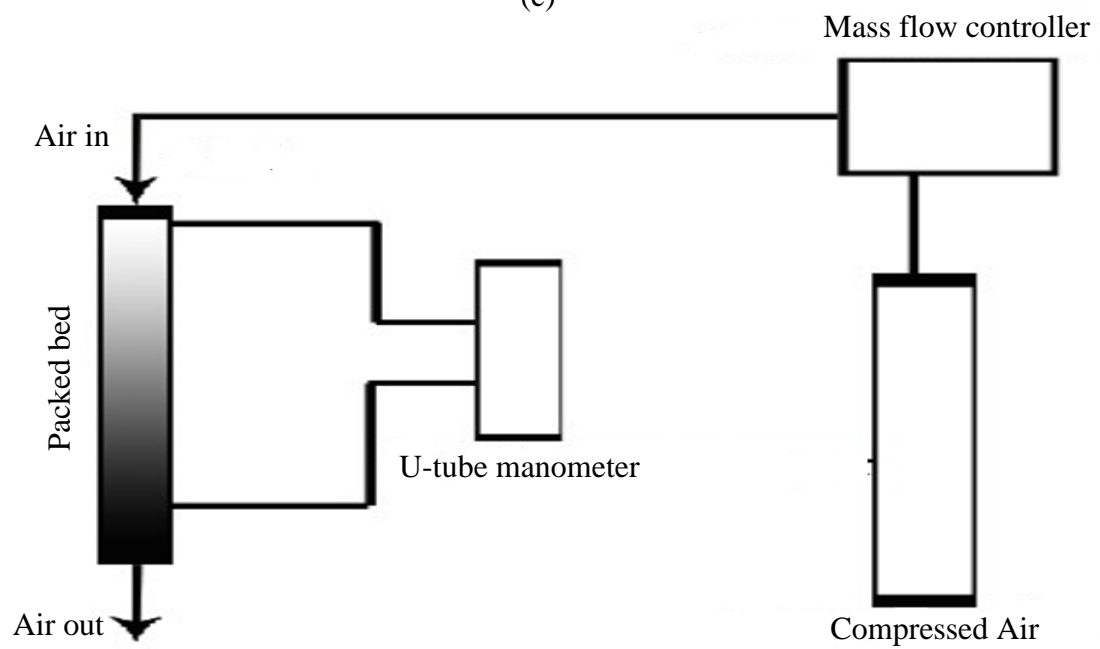 (c)
Mass flow controller
Air in
Packed bed
U-tube manometer
Air out
Compressed Air